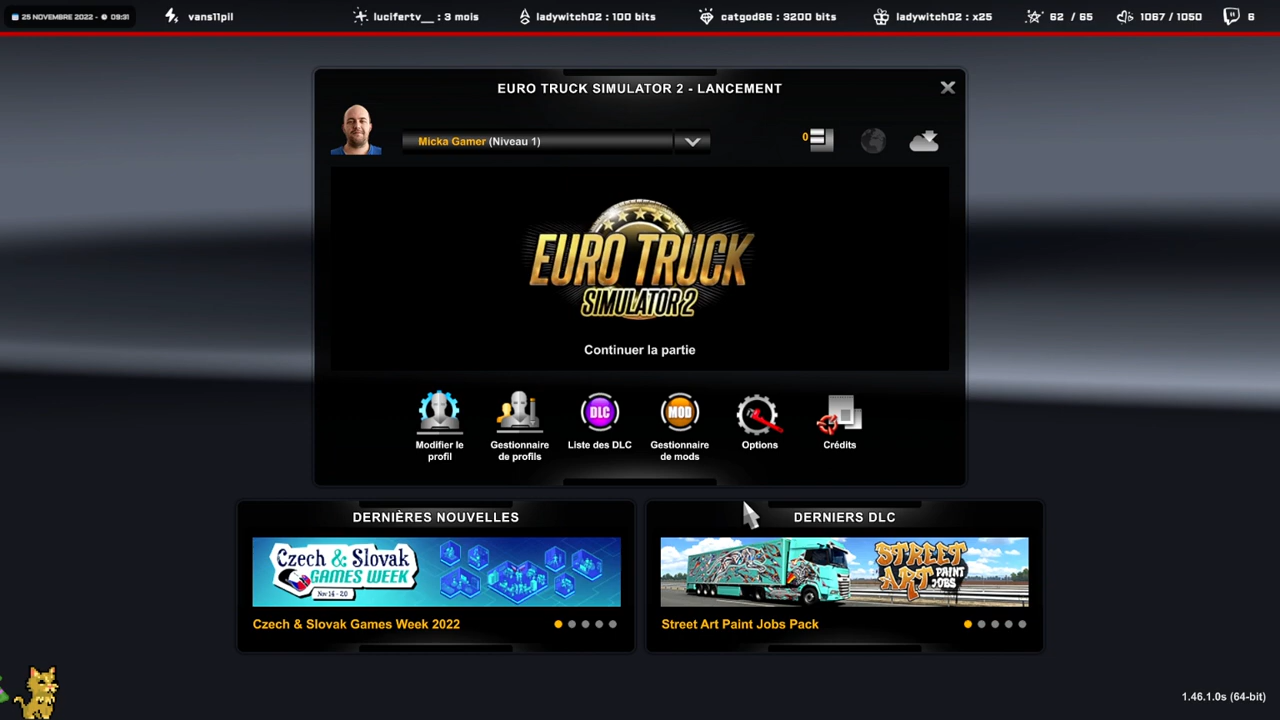 25 NOVEMBRE 2022 - 09:31
vans11pil
lucifertv__ : 3 mois
ladywitch02 : 100 bits
catgod86 : 3200 bits
ladywitch02 : x25
62 / 65
1067 / 1050
6
EURO TRUCK SIMULATOR 2 - LANCEMENT
Micka Gamer (Niveau 1)
0
EURO TRUCK
SIMULATOR 2
Continuer la partie
DLC
MOD
Modifier le
profil
Gestionnaire
de profils
Liste des DLC
Gestionnaire
de mods
Options
Crédits
DERNIÈRES NOUVELLES
Czech & Slovak
GAMES WEEK
Nov 14 - 20
Czech & Slovak Games Week 2022
DERNIERS DLC
STREET
ART PAINT
JOBS
Street Art Paint Jobs Pack
1.46.1.0s (64-bit)